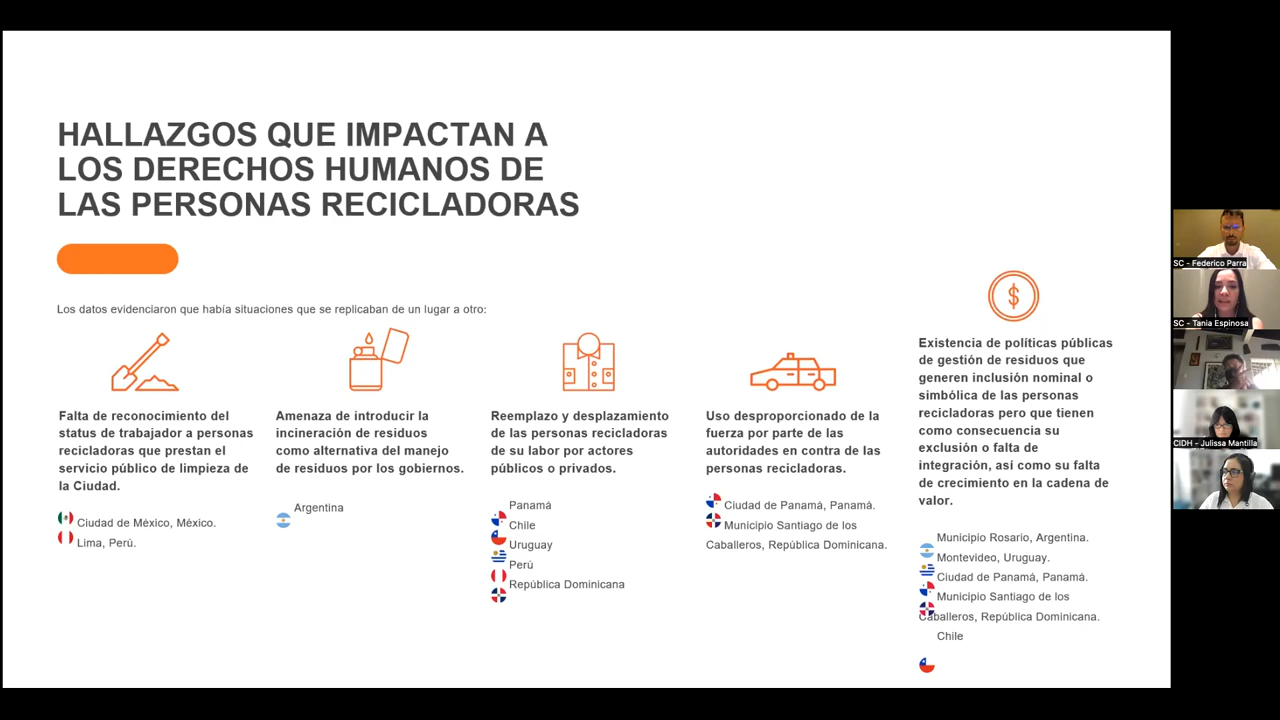 HALLAZGOS QUE IMPACTAN A
LOS DERECHOS HUMANOS DE
LAS PERSONAS RECICLADORAS
Los datos evidenciaron que había situaciones que se replicaban de un lugar a otro:
Falta de reconocimiento del
status de trabajador a personas
recicladoras que prestan el
servicio público de limpieza de
la Ciudad.
Ciudad de México, México.
Lima, Perú.
Amenaza de introducir la
incineración de residuos
como alternativa del manejo
de residuos por los gobiernos.
Argentina
Reemplazo y desplazamiento
de las personas recicladoras
de su labor por actores
públicos o privados.
Panamá
Chile
Uruguay
Perú
República Dominicana
Uso desproporcionado de la
fuerza por parte de las
autoridades en contra de las
personas recicladoras.
Ciudad de Panamá, Panamá.
Municipio Santiago de los
Caballeros, República Dominicana.
$
Existencia de políticas públicas
de gestión de residuos que
generen inclusión nominal o
simbólica de las personas
recicladoras pero que tienen
como consecuencia su
exclusión o falta de
integración, así como su falta
de crecimiento en la cadena de
valor.
Municipio Rosario, Argentina.
Montevideo, Uruguay.
Ciudad de Panamá, Panamá.
Municipio Santiago de los
Caballeros, República Dominicana.
Chile
SC - Federico Parra
SC - Tania Espinosa
CIDH - Julissa Mantilla